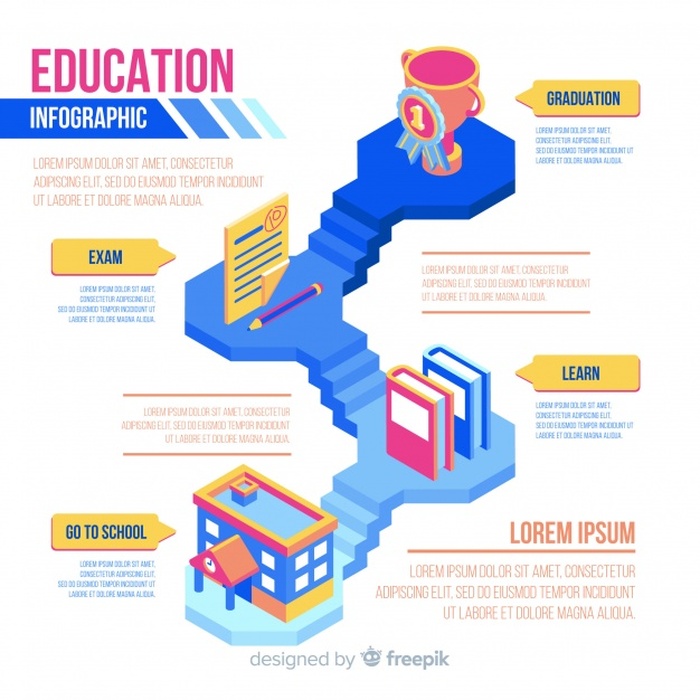 EDUCATION
INFOGRAPHIC
LOREM IPSUM DOLOR SIT AMET, CONSECTETUR
ADIPISCING ELIT, SED DO EIUSMOD TEMPOR INCIDIDUNT
UT LABORE ET DOLORE MAGNA ALIQUA.
1
GRADUATION
LOREM IPSUM DOLOR SIT AMET,
CONSECTETUR ADIPISCING ELIT,
SED DO EIUSMOD TEMPOR INCIDIDUNT
UT LABORE ET DOLORE MAGNA ALIQUA.
10
EXAM
LOREM IPSUM DOLOR SIT AMET,
CONSECTETUR ADIPISCING ELIT,
SED DO EIUSMOD TEMPOR INCIDIDUNT
UT LABORE ET DOLORE MAGNA ALIQUA.
LOREM IPSUM DOLOR SIT AMET, CONSECTETUR
ADIPISCING ELIT, SED DO EIUSMOD TEMPOR INCIDIDUNT
UT LABORE ET DOLORE MAGNA ALIQUA.
LEARN
LOREM IPSUM DOLOR SIT AMET,
CONSECTETUR ADIPISCING ELIT,
SED DO EIUSMOD TEMPOR INCIDIDUNT
UT LABORE ET DOLORE MAGNA ALIQUA.
LOREM IPSUM DOLOR SIT AMET, CONSECTETUR
ADIPISCING ELIT, SED DO EIUSMOD TEMPOR INCIDIDUNT
UT LABORE ET DOLORE MAGNA ALIQUA.
GO TO SCHOOL
LOREM IPSUM DOLOR SIT AMET,
CONSECTETUR ADIPISCING ELIT,
SED DO EIUSMOD TEMPOR INCIDIDUNT
UT LABORE ET DOLORE MAGNA ALIQUA.
LOREM IPSUM
LOREM IPSUM DOLOR SIT AMET, CONSECTETUR
ADIPISCING ELIT, SED DO EIUSMOD TEMPOR INCIDIDUNT
UT LABORE ET DOLORE MAGNA ALIQUA.
designed by freepik